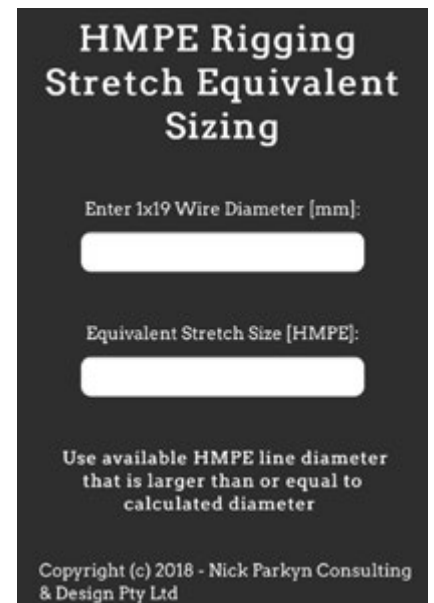 HMPE Rigging
Stretch Equivalent
Sizing
Enter 1x19 Wire Diameter [mm]:
Equivalent Stretch Size [HMPE]:
Use available HMPE line diameter
that is larger than or equal to
calculated diameter
Copyright (c) 2018 - Nick Parkyn Consulting
& Design Pty Ltd